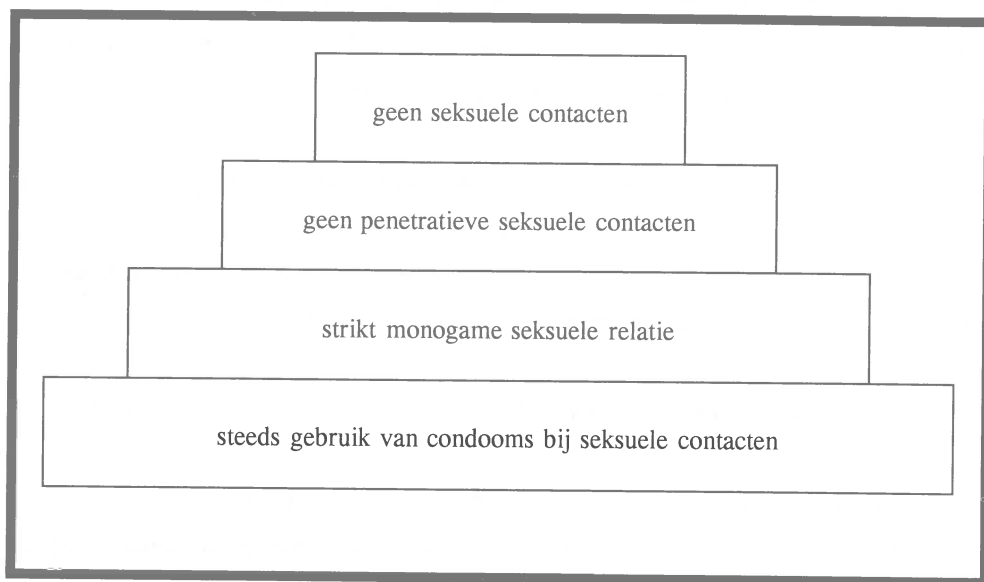 geen seksuele contacten
geen penetratieve seksuele contacten
strikt monogame seksuele relatie
steeds gebruik van condooms bij seksuele contacten